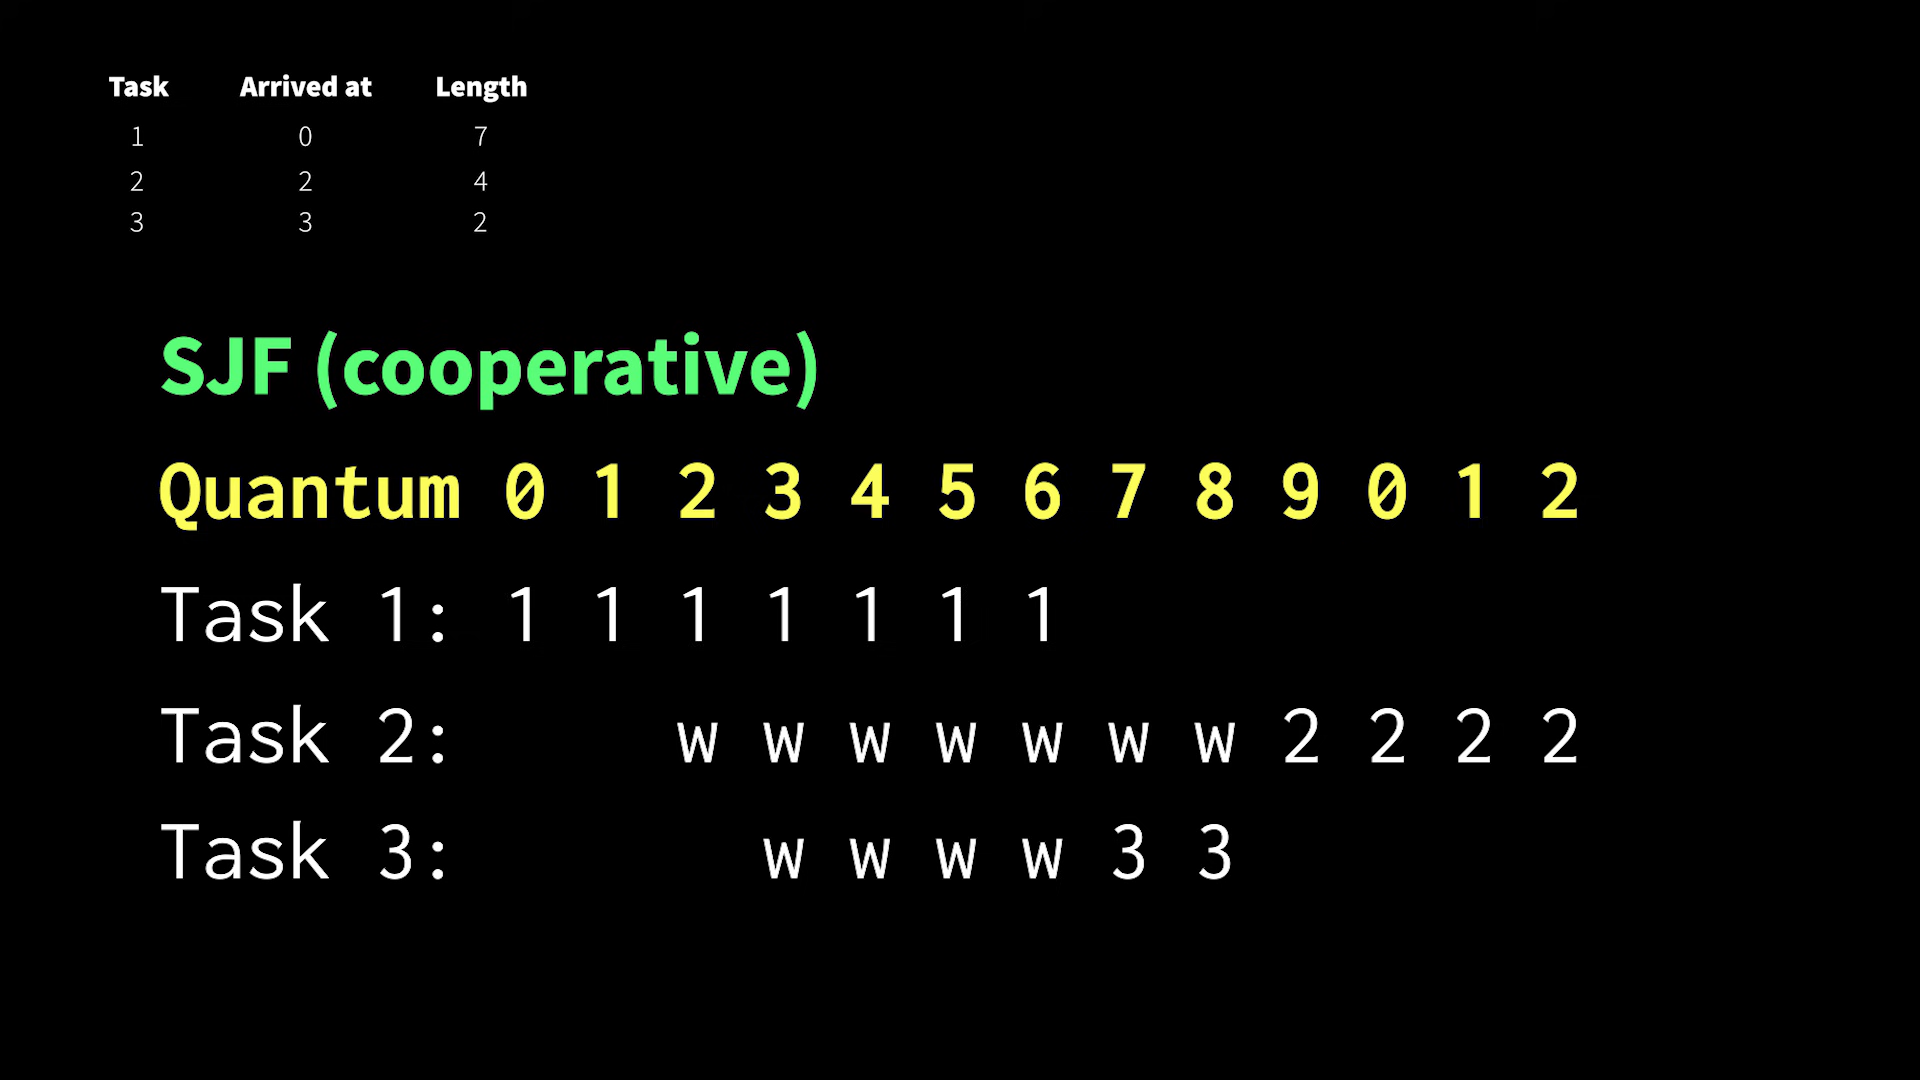 Task Arrived at Length
1 0 7
2 2 4
3 3 2
SJF (cooperative)
Quantum 0 1 2 3 4 5 6 7 8 9 0 1 2
Task 1: 1 1 1 1 1 1 1
Task 2: w w w w w w w 2 2 2 2
Task 3: w w w w 3 3